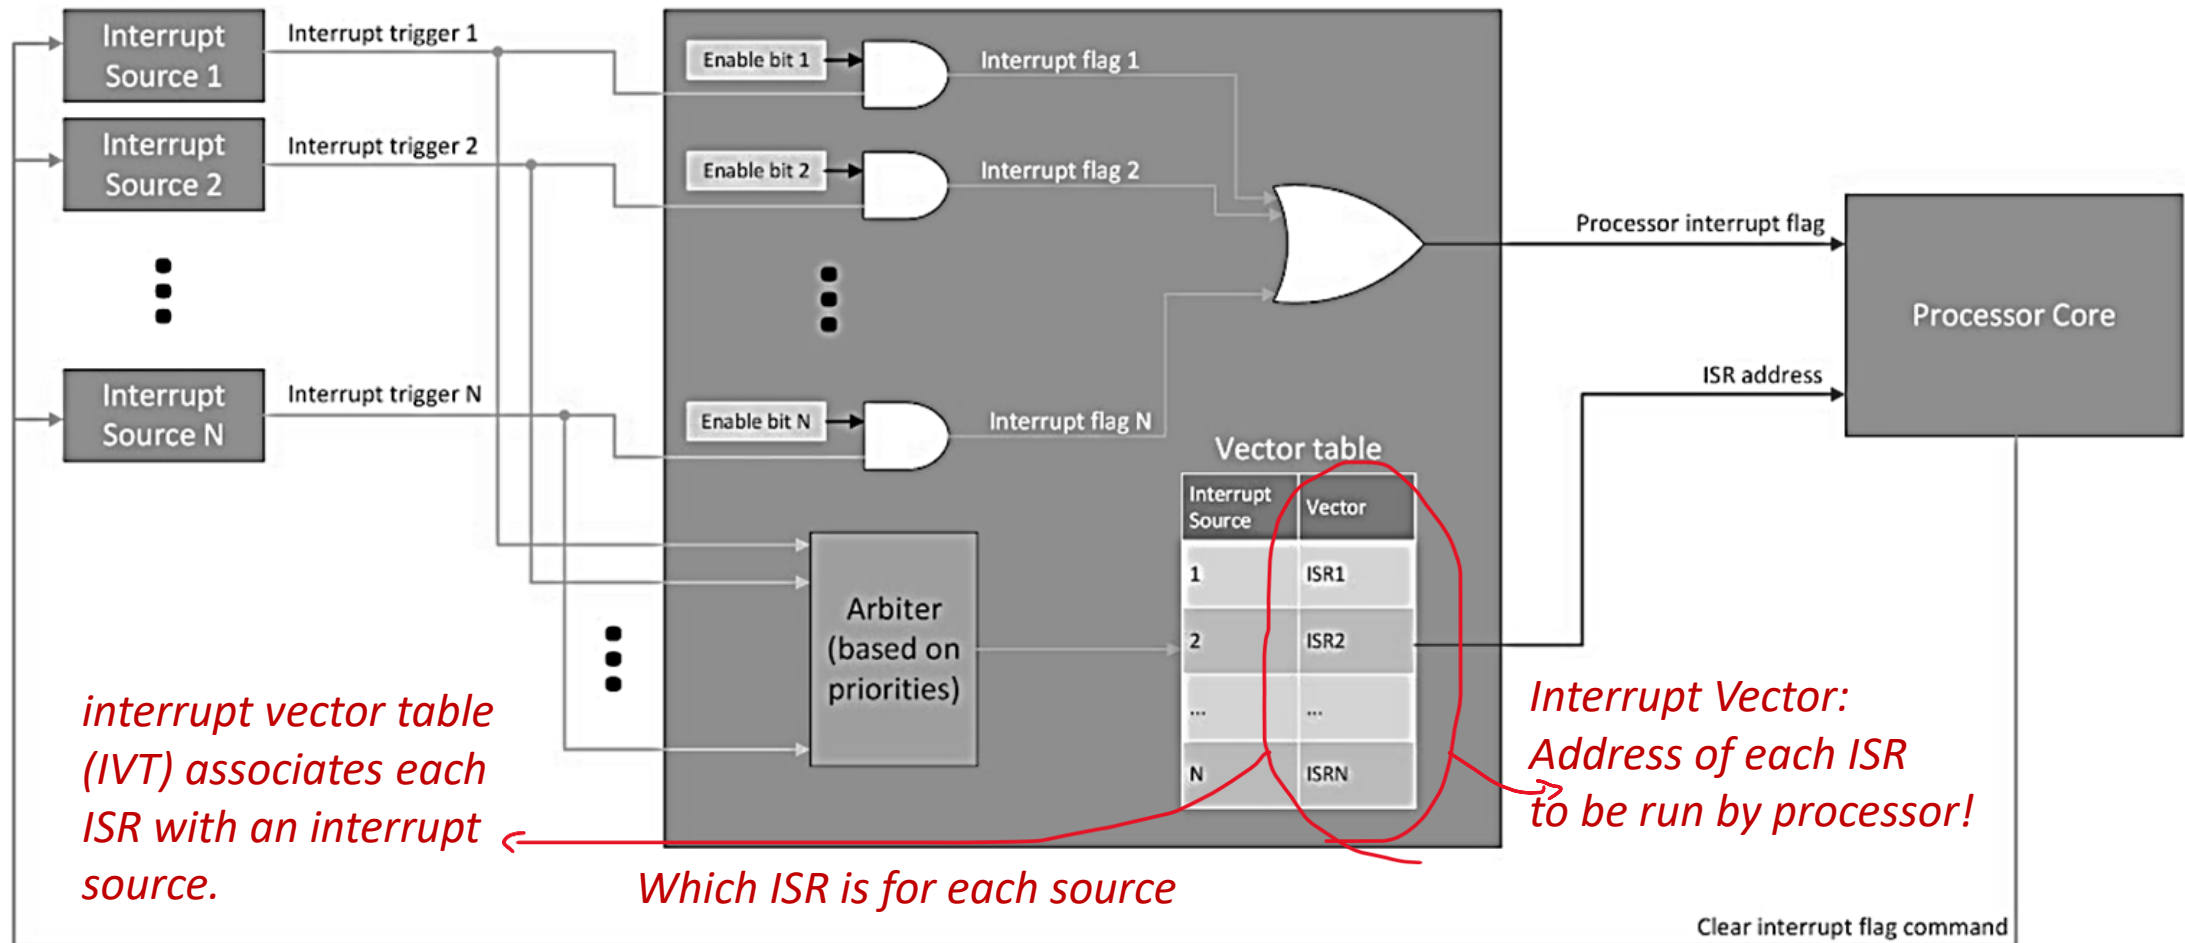 Interrupt
Source 1
Interrupt trigger 1
Enable bit 1
Interrupt flag 1
Interrupt
Source 2
Interrupt trigger 2
Enable bit 2
Interrupt flag 2
Processor interrupt flag
Processor Core
ISR address
Interrupt
Source N
Interrupt trigger N
Enable bit N
Interrupt flag N
Vector table
Interrupt
Source
Vector
1
ISR1
2
ISR2
...
...
N
ISRN
Arbiter
(based on
priorities)
interrupt vector table
(IVT) associates each
ISR with an interrupt
source.
Interrupt Vector:
Address of each ISR
to be run by processor!
Which ISR is for each source
Clear interrupt flag command